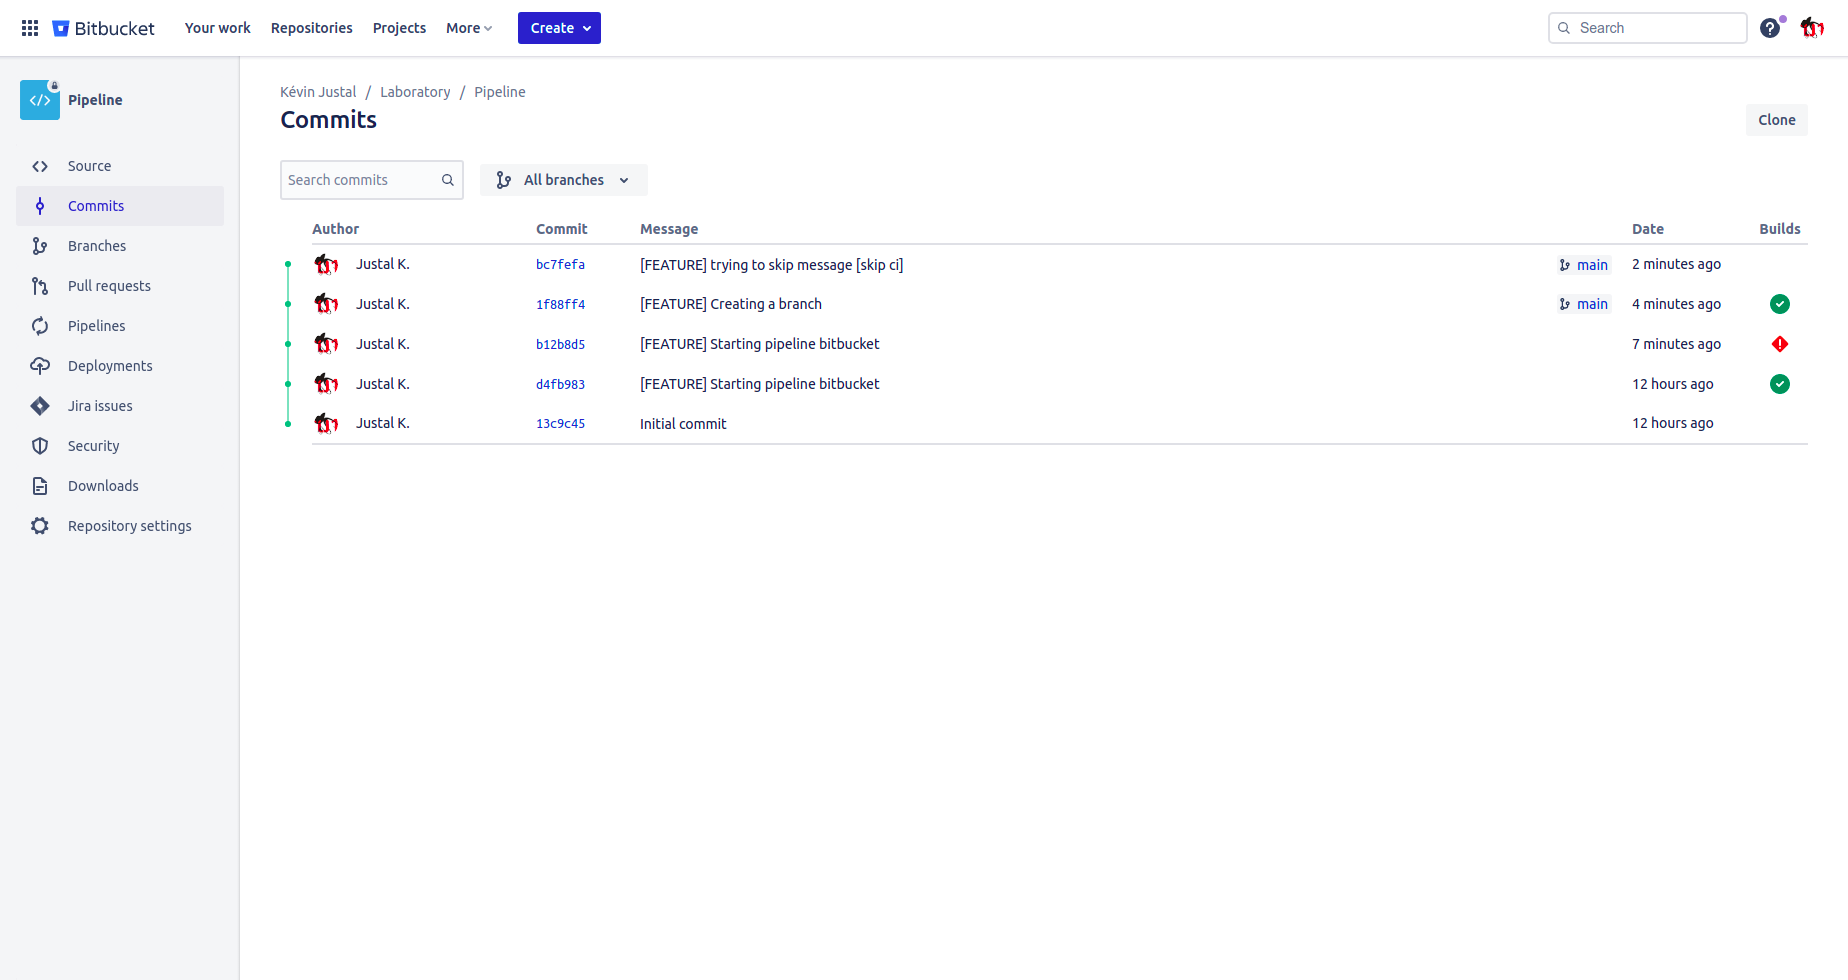 Bitbucket Your work Repositories Projects More Create Search
Pipeline
Source
Commits
Branches
Pull requests
Pipelines
Deployments
Jira issues
Security
Downloads
Repository settings
Kévin Justal / Laboratory / Pipeline
Commits
Clone
Search commits All branches
Author Commit Message Date Builds
Justal K. bc7fefa [FEATURE] trying to skip message [skip ci] main 2 minutes ago
Justal K. 1f88ff4 [FEATURE] Creating a branch main 4 minutes ago
Justal K. b12b8d5 [FEATURE] Starting pipeline bitbucket 7 minutes ago
Justal K. d4fb983 [FEATURE] Starting pipeline bitbucket 12 hours ago
Justal K. 13c9c45 Initial commit 12 hours ago